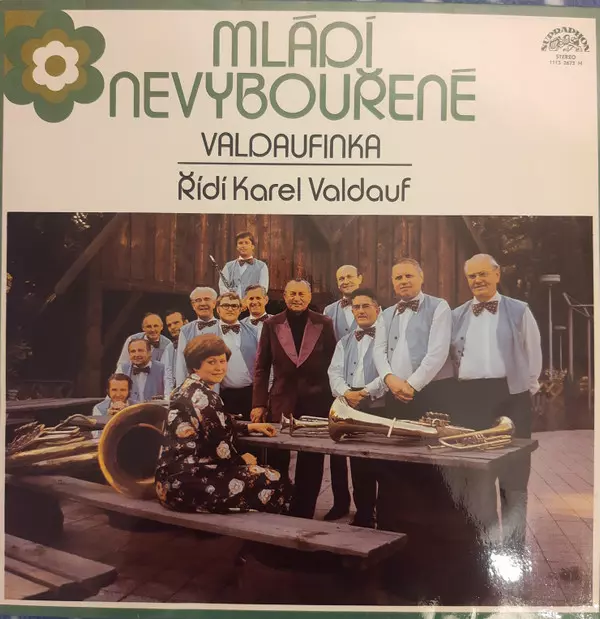 MLÁDÍ
NEVYBOUŘENÉ
VALDAUFINKA
Řídí Karel Valdauf
SUPRAPHON
STEREO